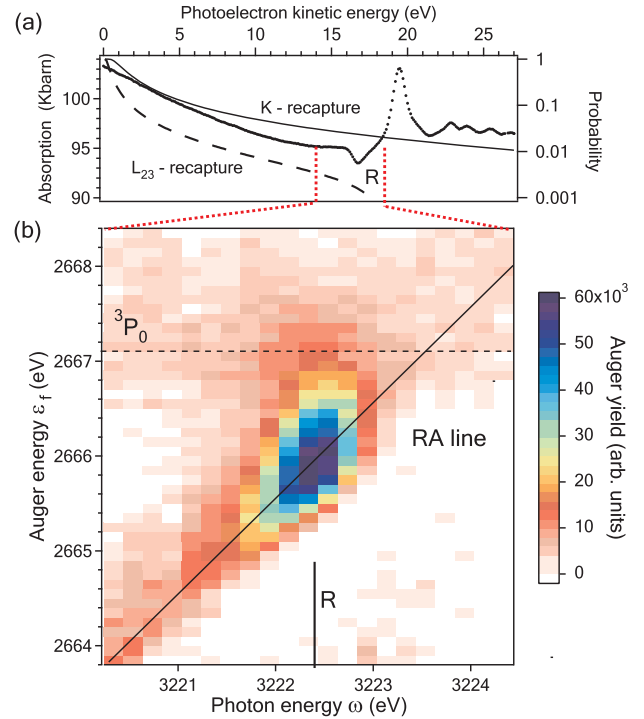 (a)
Photoelectron kinetic energy (eV)
0 5 10 15 20 25
Absorption (Kbarn)
100
95
90
K - recapture
L23 - recapture
R
1
0.1
0.01
0.001
Probability
(b)
2668
2667
2666
2665
2664
Auger energy εf (eV)
3P0
RA line
R
3221 3222 3223 3224
Photon energy ω (eV)
60x10³
50
40
30
20
10
0
Auger yield (arb. units)